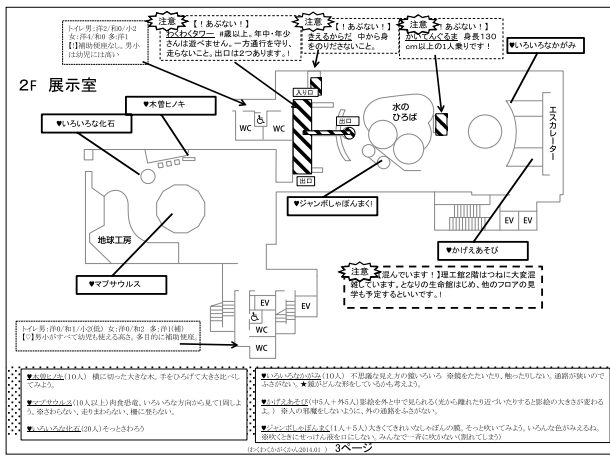 トイレ男:洋2/和0/小2
女:洋4/和0 多:洋1
【!】補助便座なし。男小
は幼児には高い
注意
【！あぶない！】
わくわくタワー #歳以上。年中・年少
さんは遊べません。一方通行を守り、
走らないこと。出口は2つあります。！
注意
【！あぶない！】
きえるからだ 中から身
をのりださないこと。
注意
【！あぶない！】
かいてんぐるま 身長130
cm以上の1人乗りです！
2F 展示室
♥いろいろなかがみ
♥木曽ヒノキ
♥いろいろな化石
入り口
出口
水の
ひろば
エスカレーター
WC
WC
出口
♥ジャンボしゃぼんまく!
EV
EV
地球工房
♥かげえあそび
♥マブサウルス
注意
【混んでいます！】理工館2階はつねに大変混
雑しています。となりの生命館はじめ、他のフロアの見
学も予定するといいです。！
EV
WC
WC
トイレ男:洋0/和1/小2(低) 女:洋0/和2 多:洋1(補)
【♡】男小がすべて幼児も使える高さ、多目的に補助便座。
♥木曽ヒノキ(10人) 横に切った大きな木。手をひろげて大きさ比べし
てみよう。
♥マブサウルス(10人以上) 肉食恐竜。いろいろな方向から見て1周しよ
う。※さわらない、走りまわらない、柵に登らない。
♥いろいろな化石(20人) そっとさわろう
♥いろいろなかがみ(10人) 不思議な見え方の鏡いろいろ ※鏡をたたいたり、触ったりしない。通路が狭いので
ふさがない。★鏡がどんな形をしているかも考えよう。
♥かげえあそび(中5人+外5人)影絵を外と中で見られる(光から離れたり近づいたりすると影絵の大きさが変わる
よ。) ※人の邪魔をしないように、外の通路をふさがない。
♥ジャンボしゃぼんまく(1人+5人)大きくてきれいなしゃぼんの膜。そっと吹いてみよう。いろんな色がみえるね。
※吹くときにせっけん液を口にしない。みんなで一斉に吹かない(割れてしまう)
(わくわくかがくかん2014.01 ) 3ページ